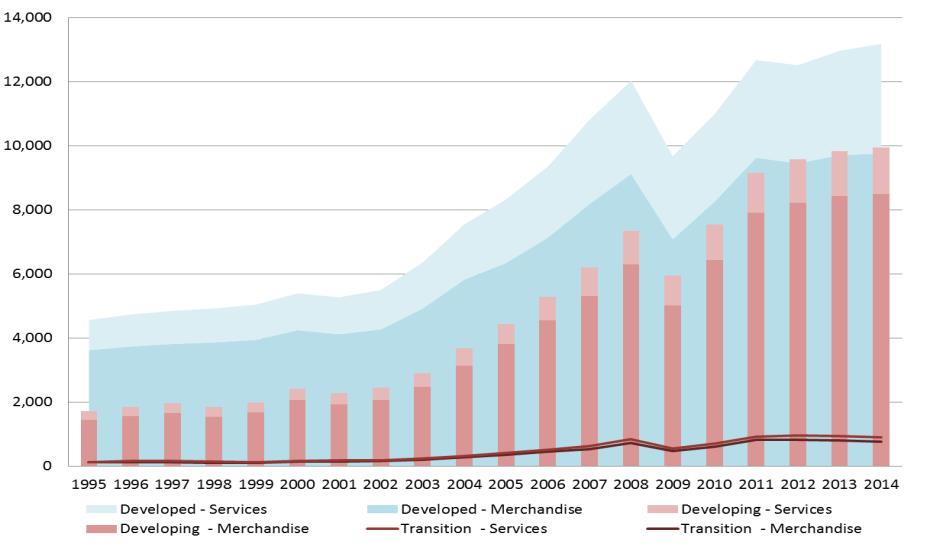 14,000
12,000
10,000
8,000
6,000
4,000
2,000
0
1995 1996 1997 1998 1999 2000 2001 2002 2003 2004 2005 2006 2007 2008 2009 2010 2011 2012 2013 2014
Developed - Services Developed - Merchandise Developing - Services
Developing - Merchandise Transition - Services Transition - Merchandise